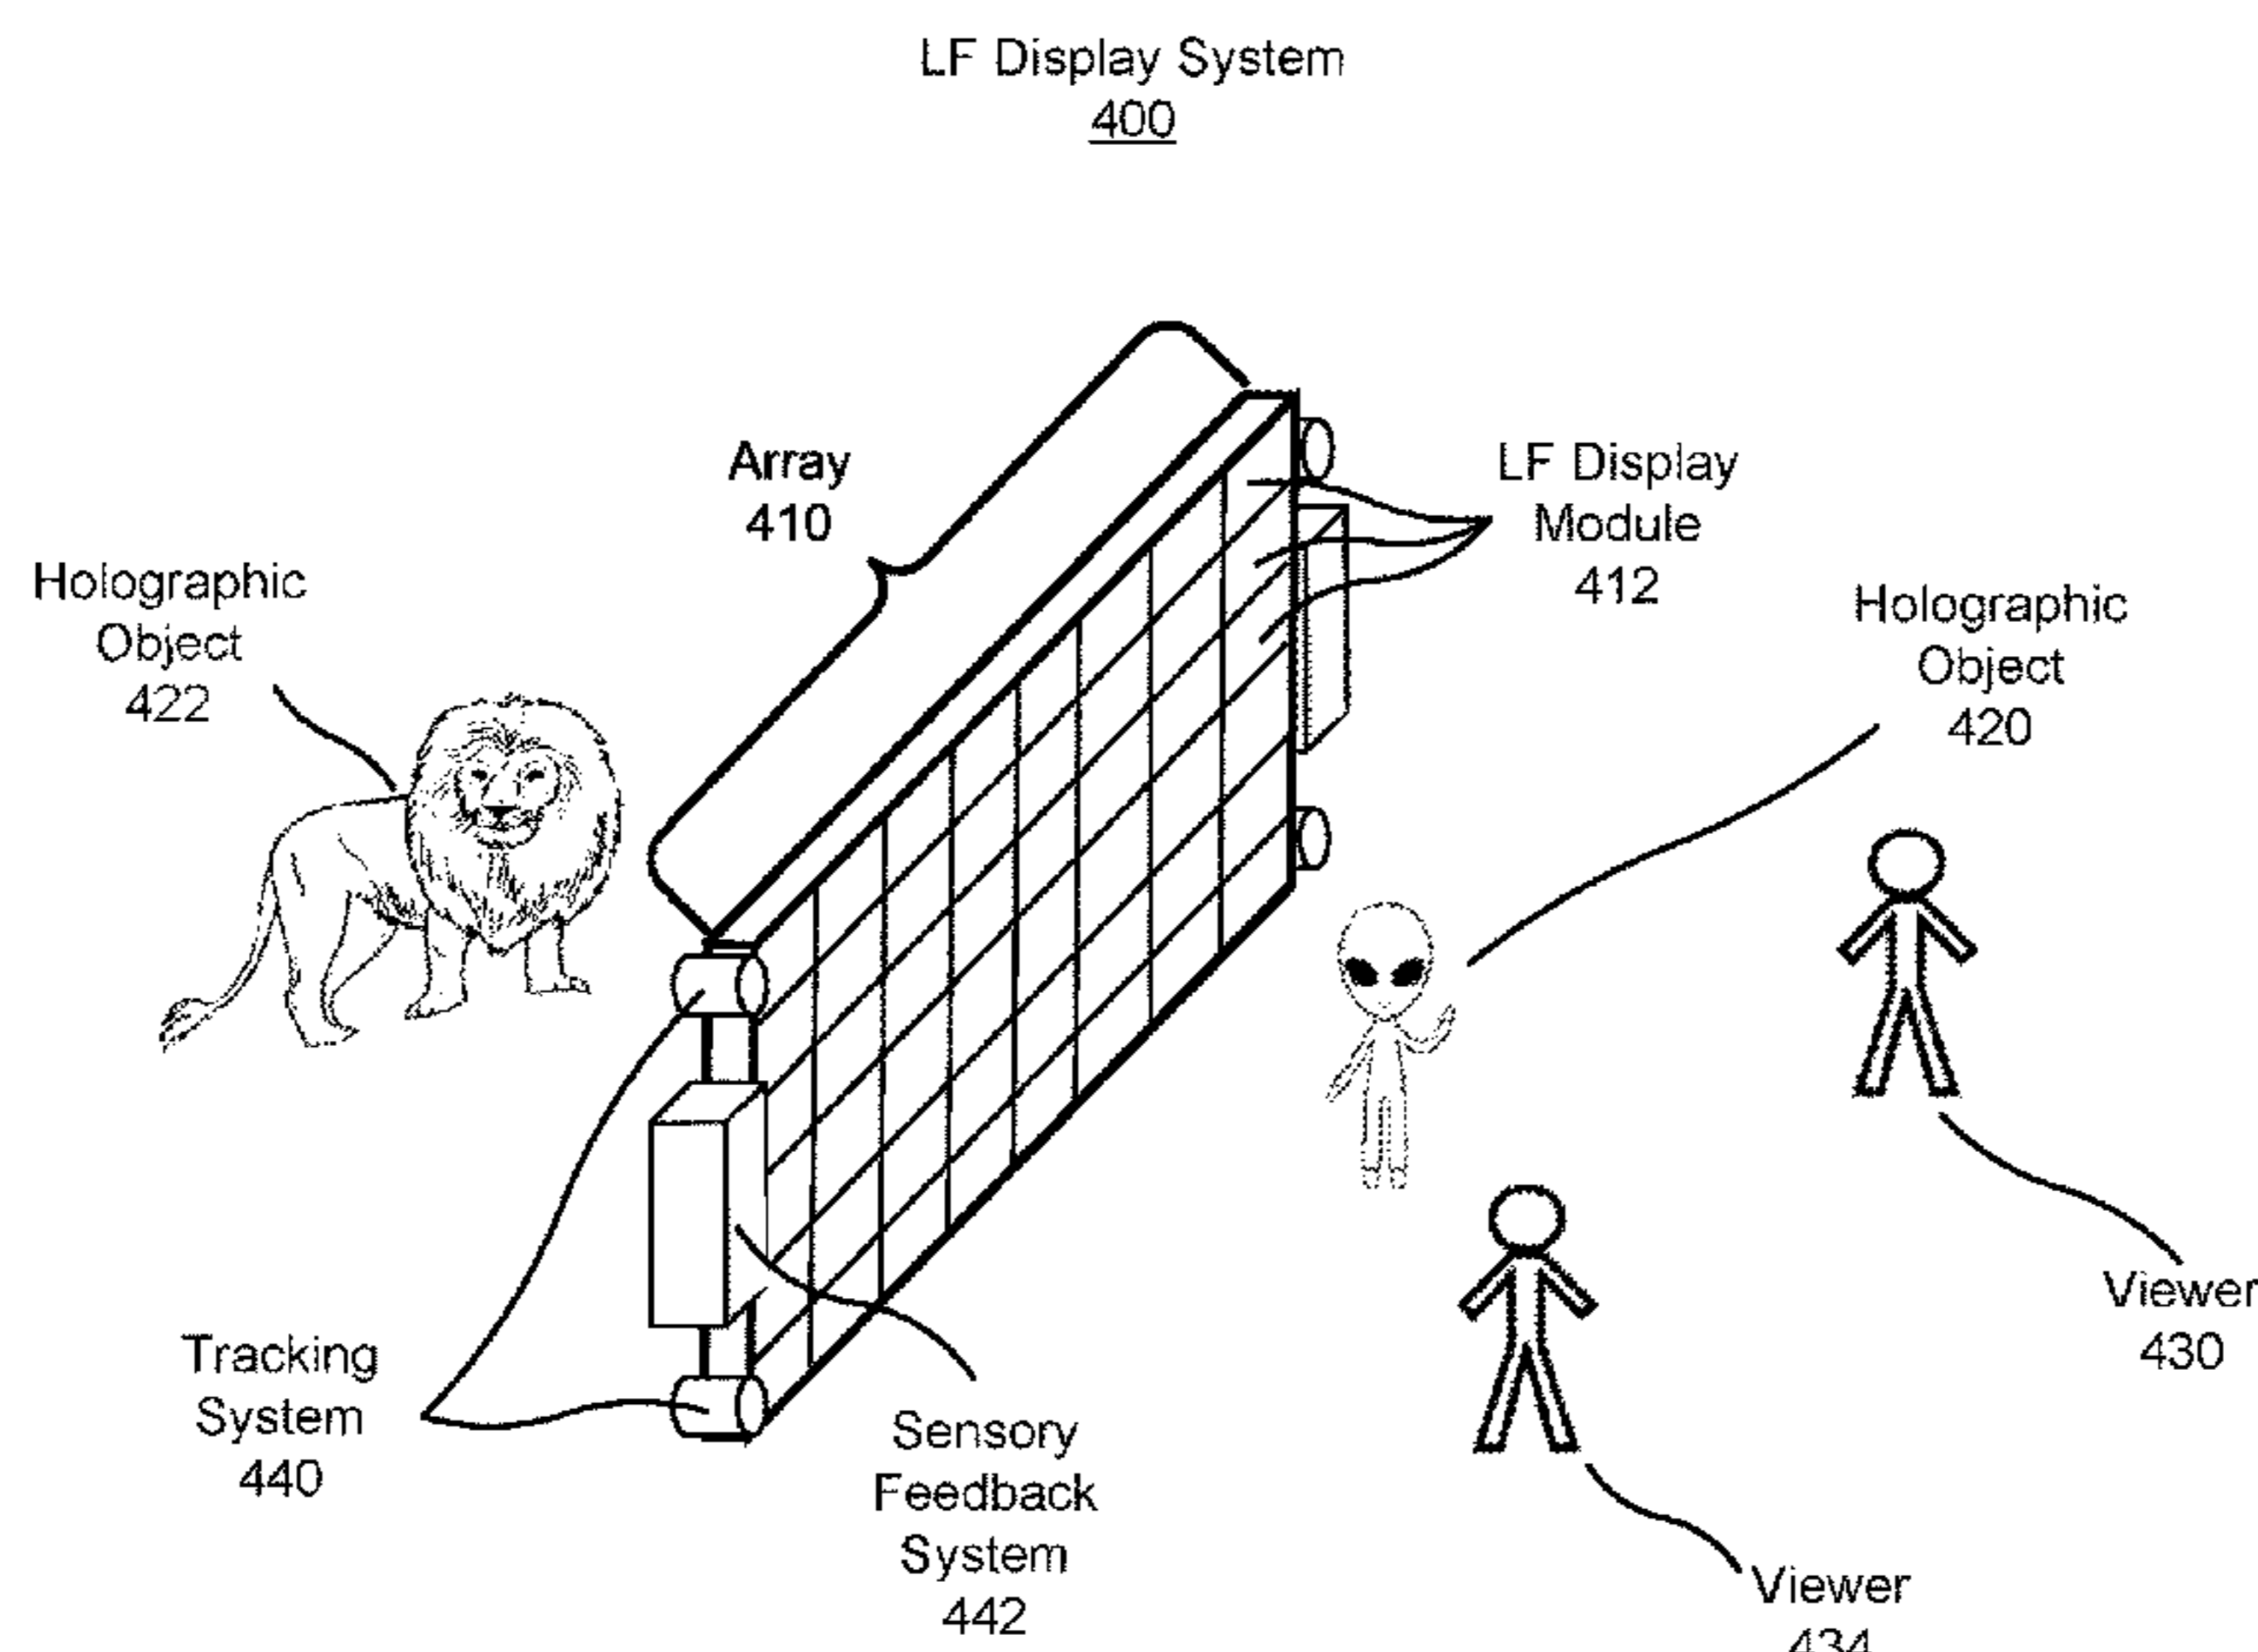 LF Display System
400
Array
410
LF Display
Module
412
Holographic
Object
422
Holographic
Object
420
Viewer
430
Tracking
System
440
Sensory
Feedback
System
442
Viewer
434